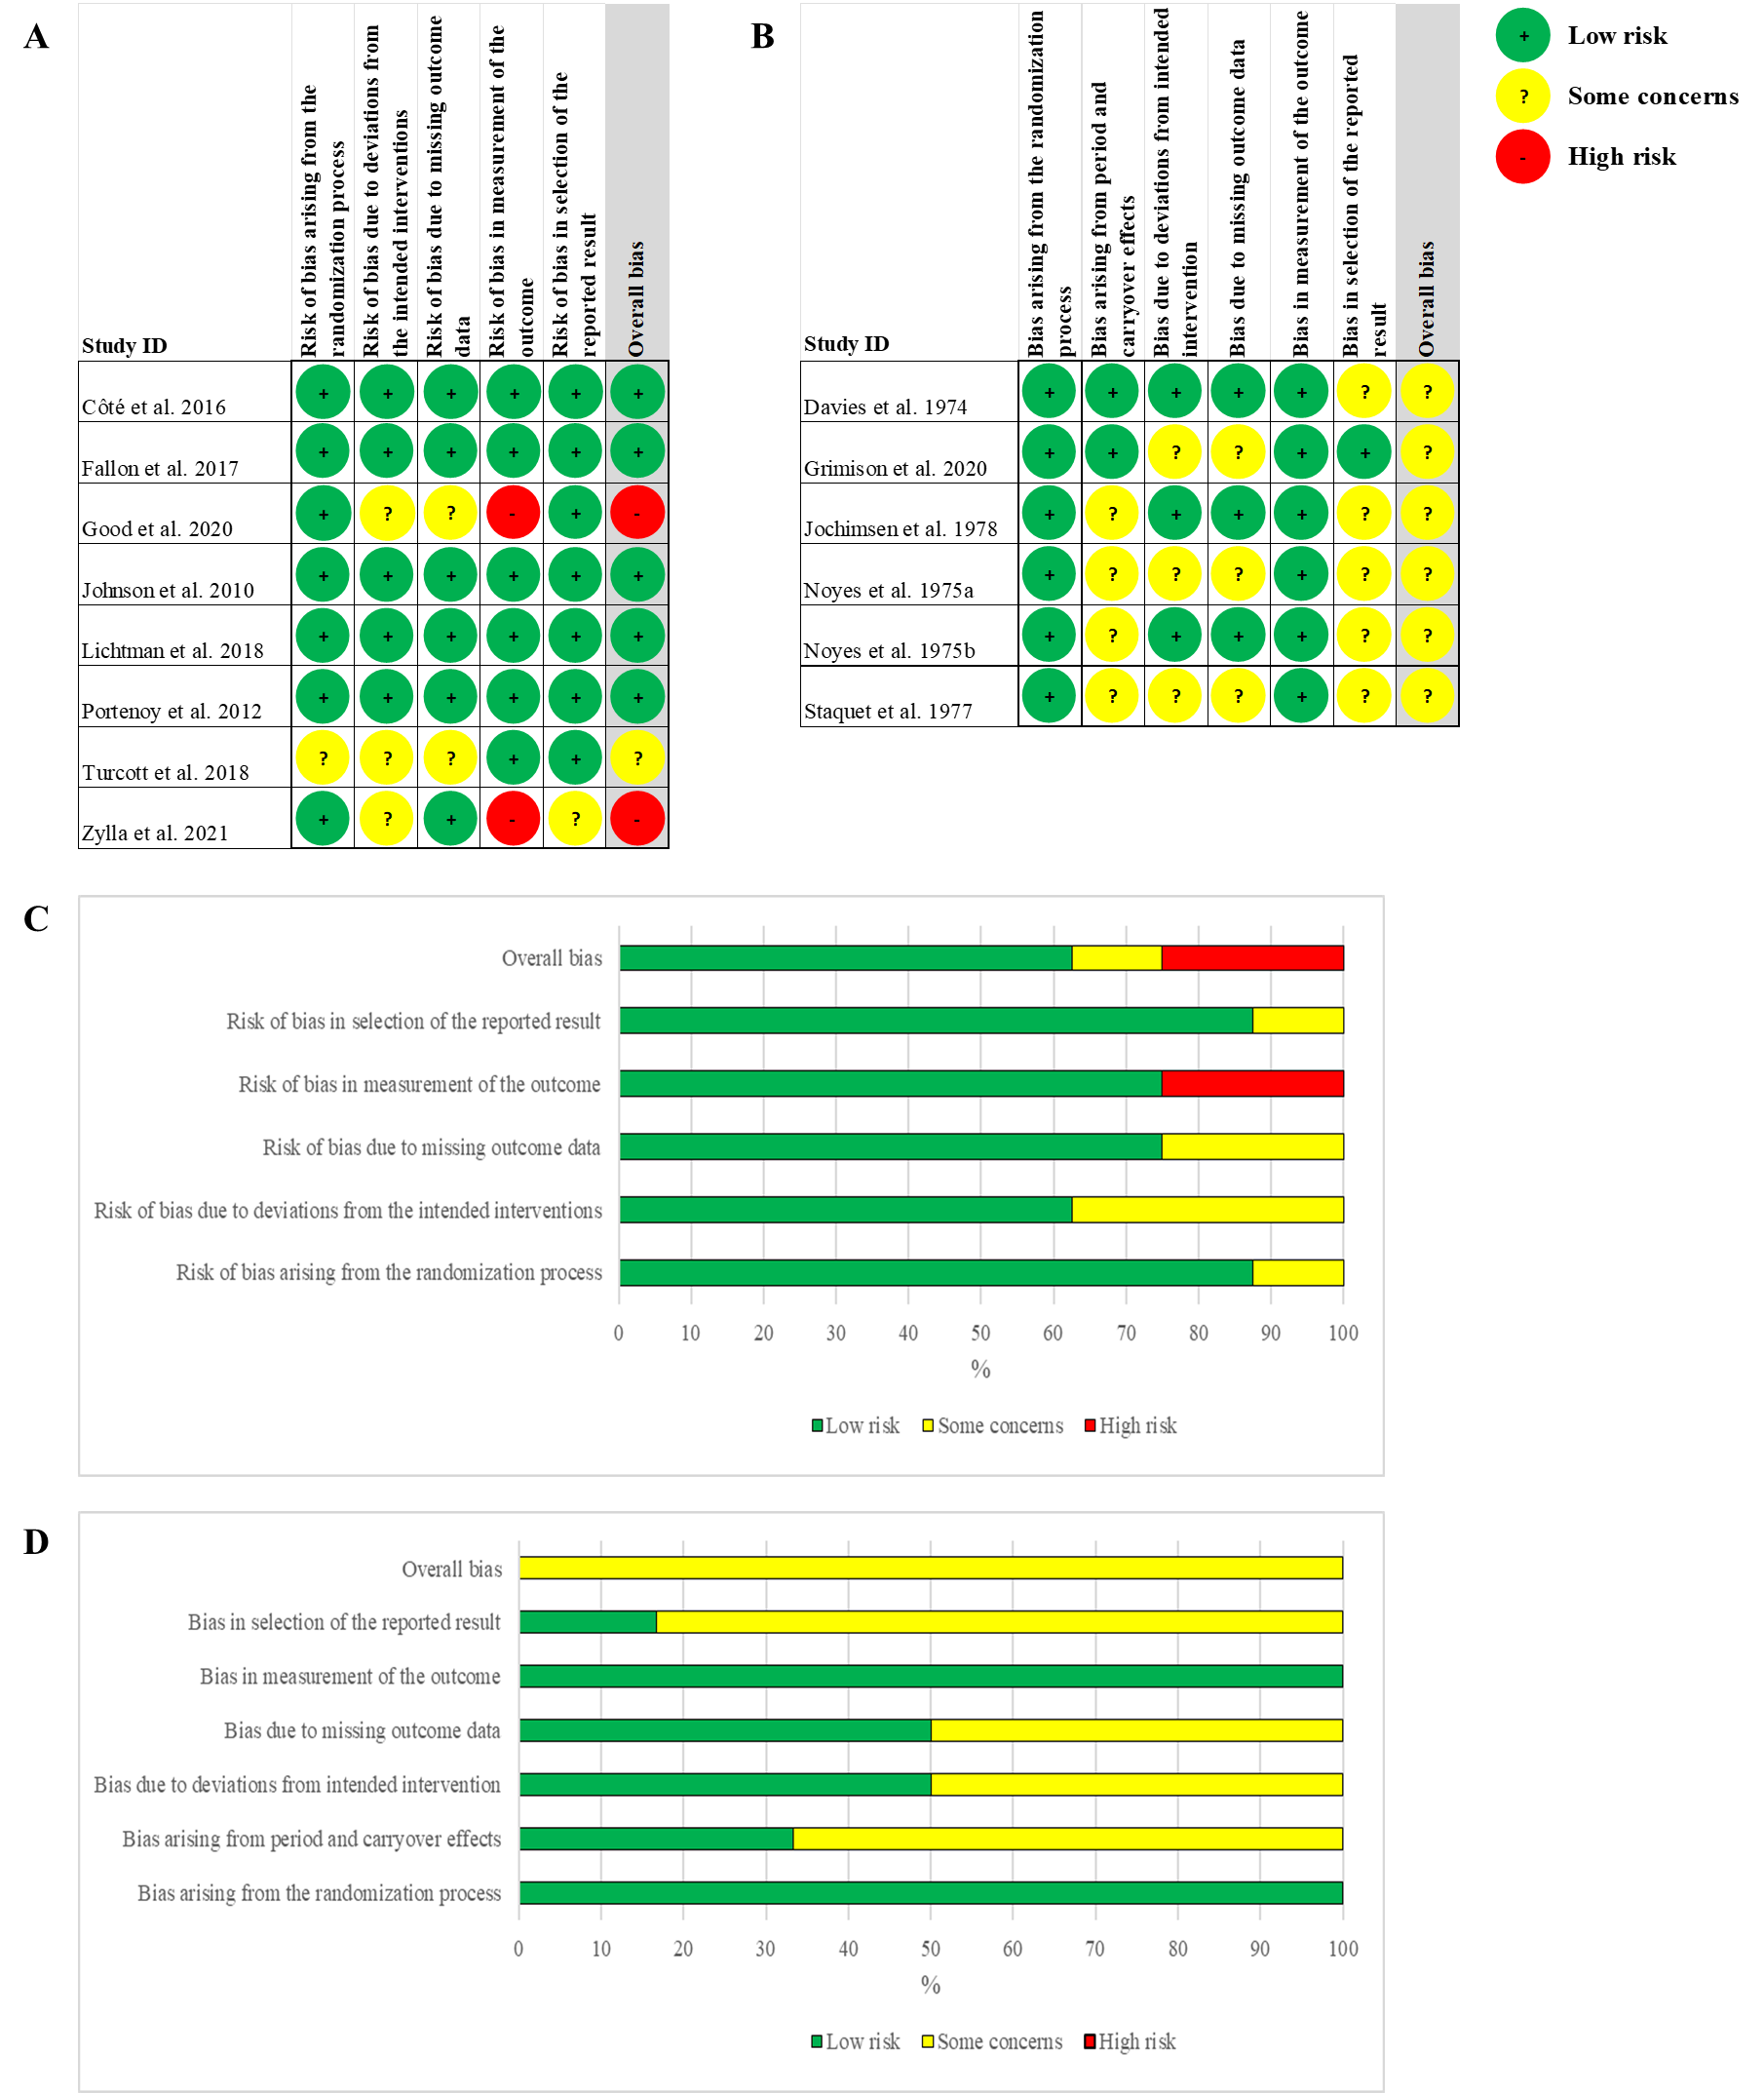 A
Study ID
Risk of bias arising from the
randomization process
Risk of bias due to deviations from
the intended interventions
Risk of bias due to missing outcome
data
Risk of bias in measurement of the
outcome
Risk of bias in selection of the
reported result
Overall bias
Côté et al. 2016 + + + + + +
Fallon et al. 2017 + + + + + +
Good et al. 2020 + ? ? - + -
Johnson et al. 2010 + + + + + +
Lichtman et al. 2018 + + + + + +
Portenoy et al. 2012 + + + + + +
Turcott et al. 2018 ? ? ? + + ?
Zylla et al. 2021 + ? + - ? -
B
Study ID
Bias arising from the randomization
process
Bias arising from period and
carryover effects
Bias due to deviations from intended
intervention
Bias due to missing outcome data
Bias in measurement of the outcome
Bias in selection of the reported
result
Overall bias
Davies et al. 1974 + + + + + ? ?
Grimison et al. 2020 + + ? ? + + ?
Jochimsen et al. 1978 + ? + + + ? ?
Noyes et al. 1975a + ? ? ? + ? ?
Noyes et al. 1975b + ? + + + ? ?
Staquet et al. 1977 + ? ? ? + ? ?
+ Low risk
? Some concerns
- High risk
C
Overall bias
Risk of bias in selection of the reported result
Risk of bias in measurement of the outcome
Risk of bias due to missing outcome data
Risk of bias due to deviations from the intended interventions
Risk of bias arising from the randomization process
0 10 20 30 40 50 60 70 80 90 100
%
Low risk Some concerns High risk
D
Overall bias
Bias in selection of the reported result
Bias in measurement of the outcome
Bias due to missing outcome data
Bias due to deviations from intended intervention
Bias arising from period and carryover effects
Bias arising from the randomization process
0 10 20 30 40 50 60 70 80 90 100
%
Low risk Some concerns High risk